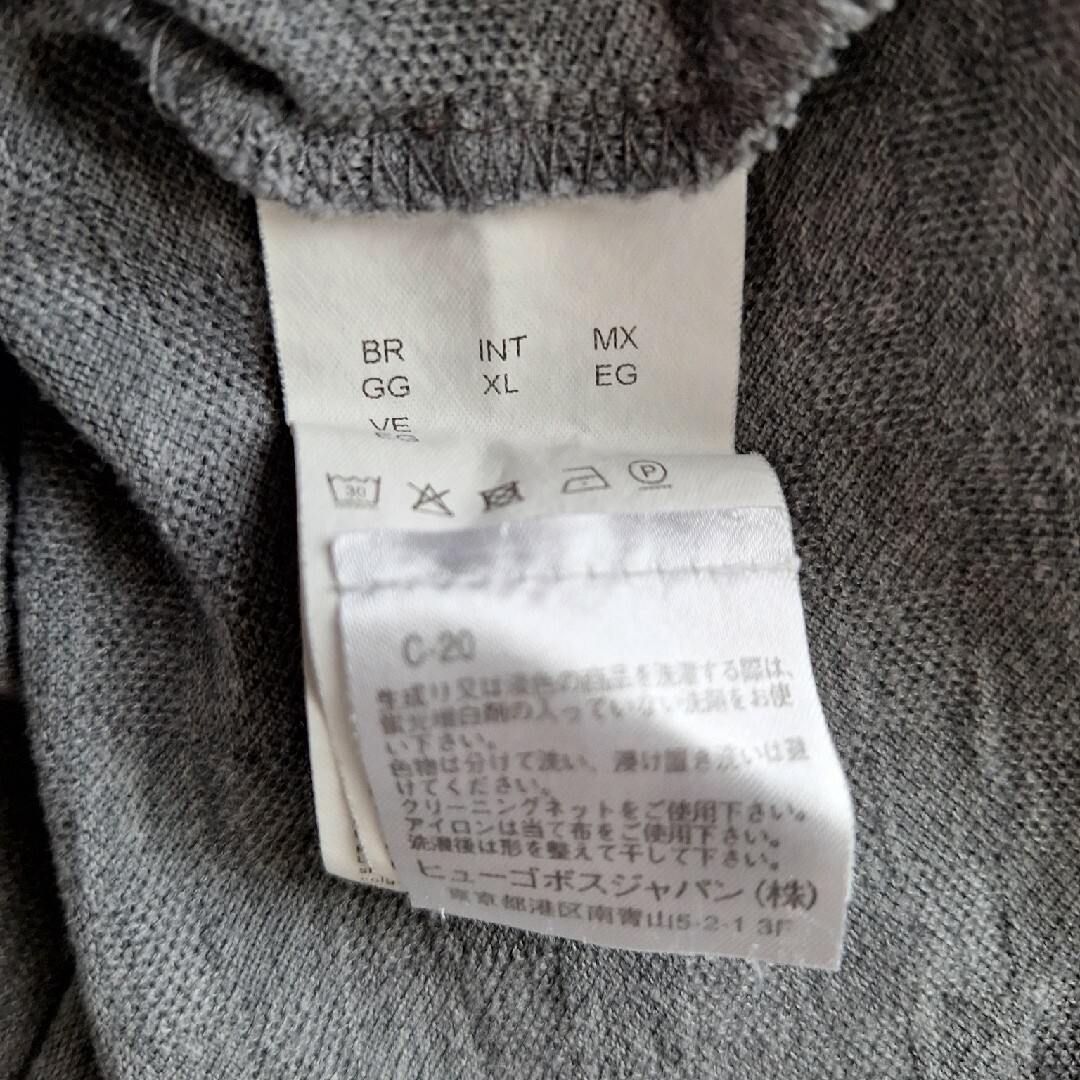 BR INT MX
GG XL EG
VE
30
P
C-20
生成り又は淡色の商品を洗濯する際は、
蛍光増白剤の入っていない洗剤をお使
い下さい。
色物は分けて洗い、浸け置き洗いは避
けてください。
クリーニングネットをご使用下さい。
アイロンは当て布をご使用下さい。
洗濯後は形を整えて干して下さい。
ヒューゴボスジャパン(株)
東京都港区南青山5-2-1 3F